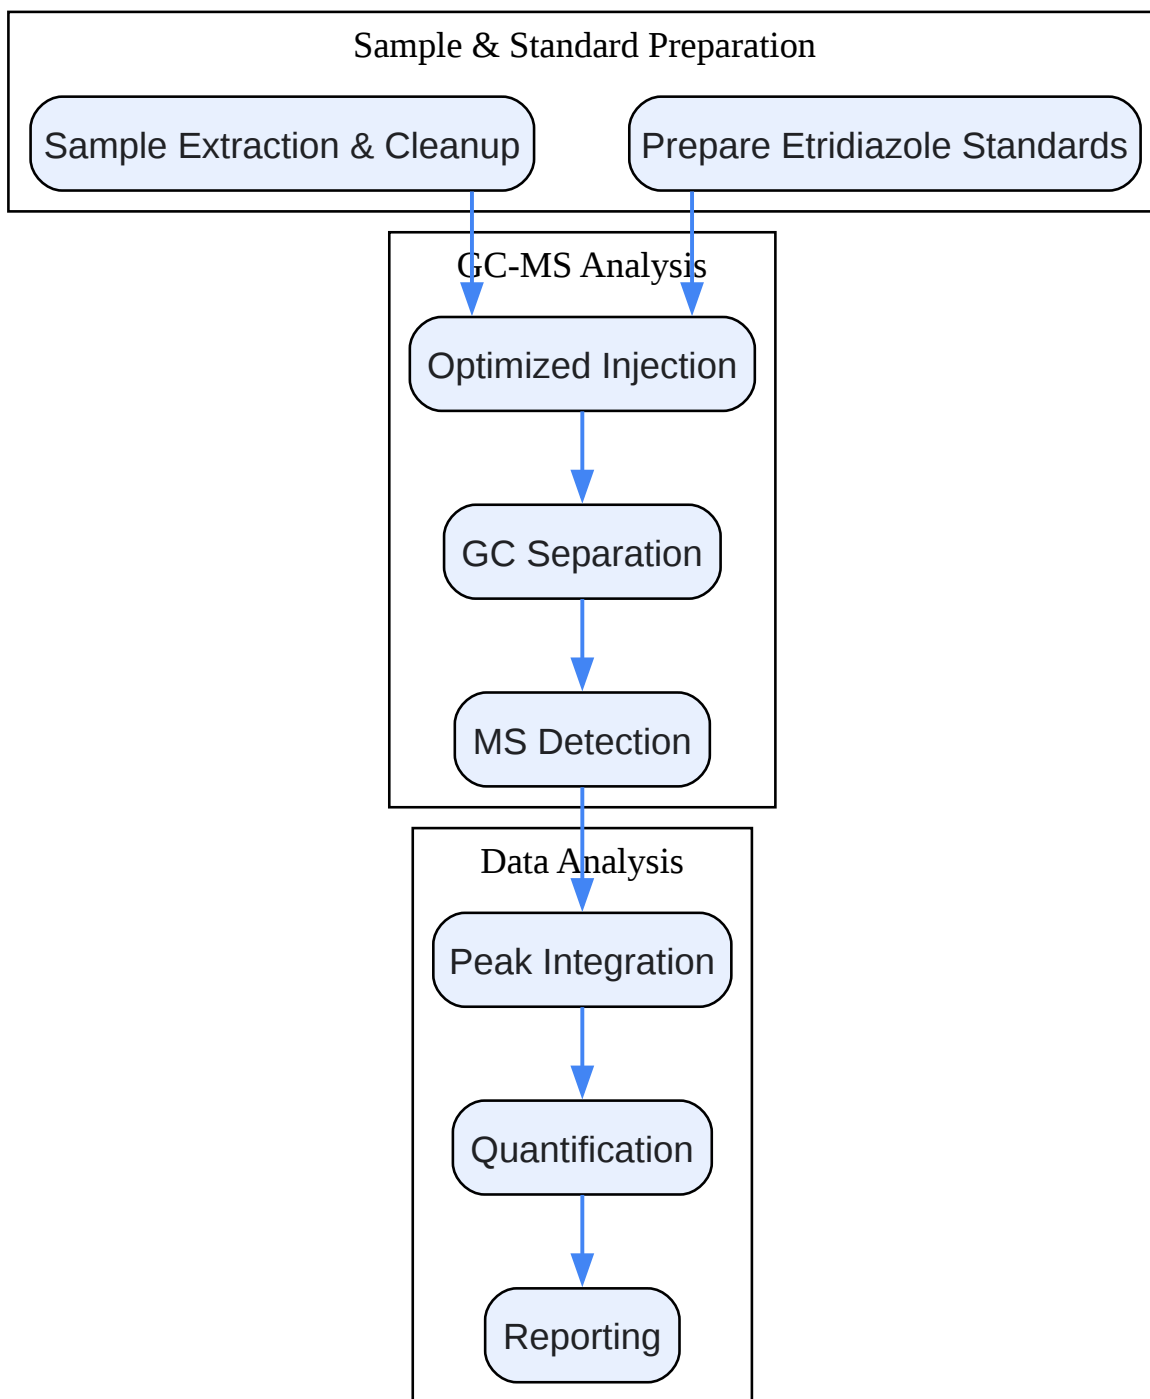 Sample & Standard Preparation
Sample Extraction & Cleanup
Prepare Etridiazole Standards
GC-MS Analysis
Optimized Injection
GC Separation
MS Detection
Data Analysis
Peak Integration
Quantification
Reporting